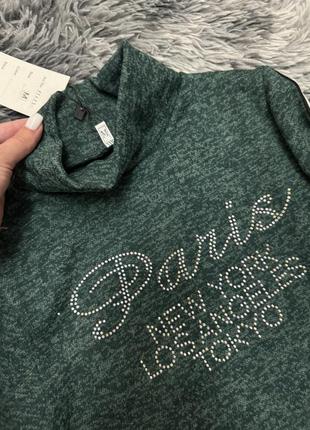 M
Paris
NEW YORK
LOS ANGELES
TOKYO